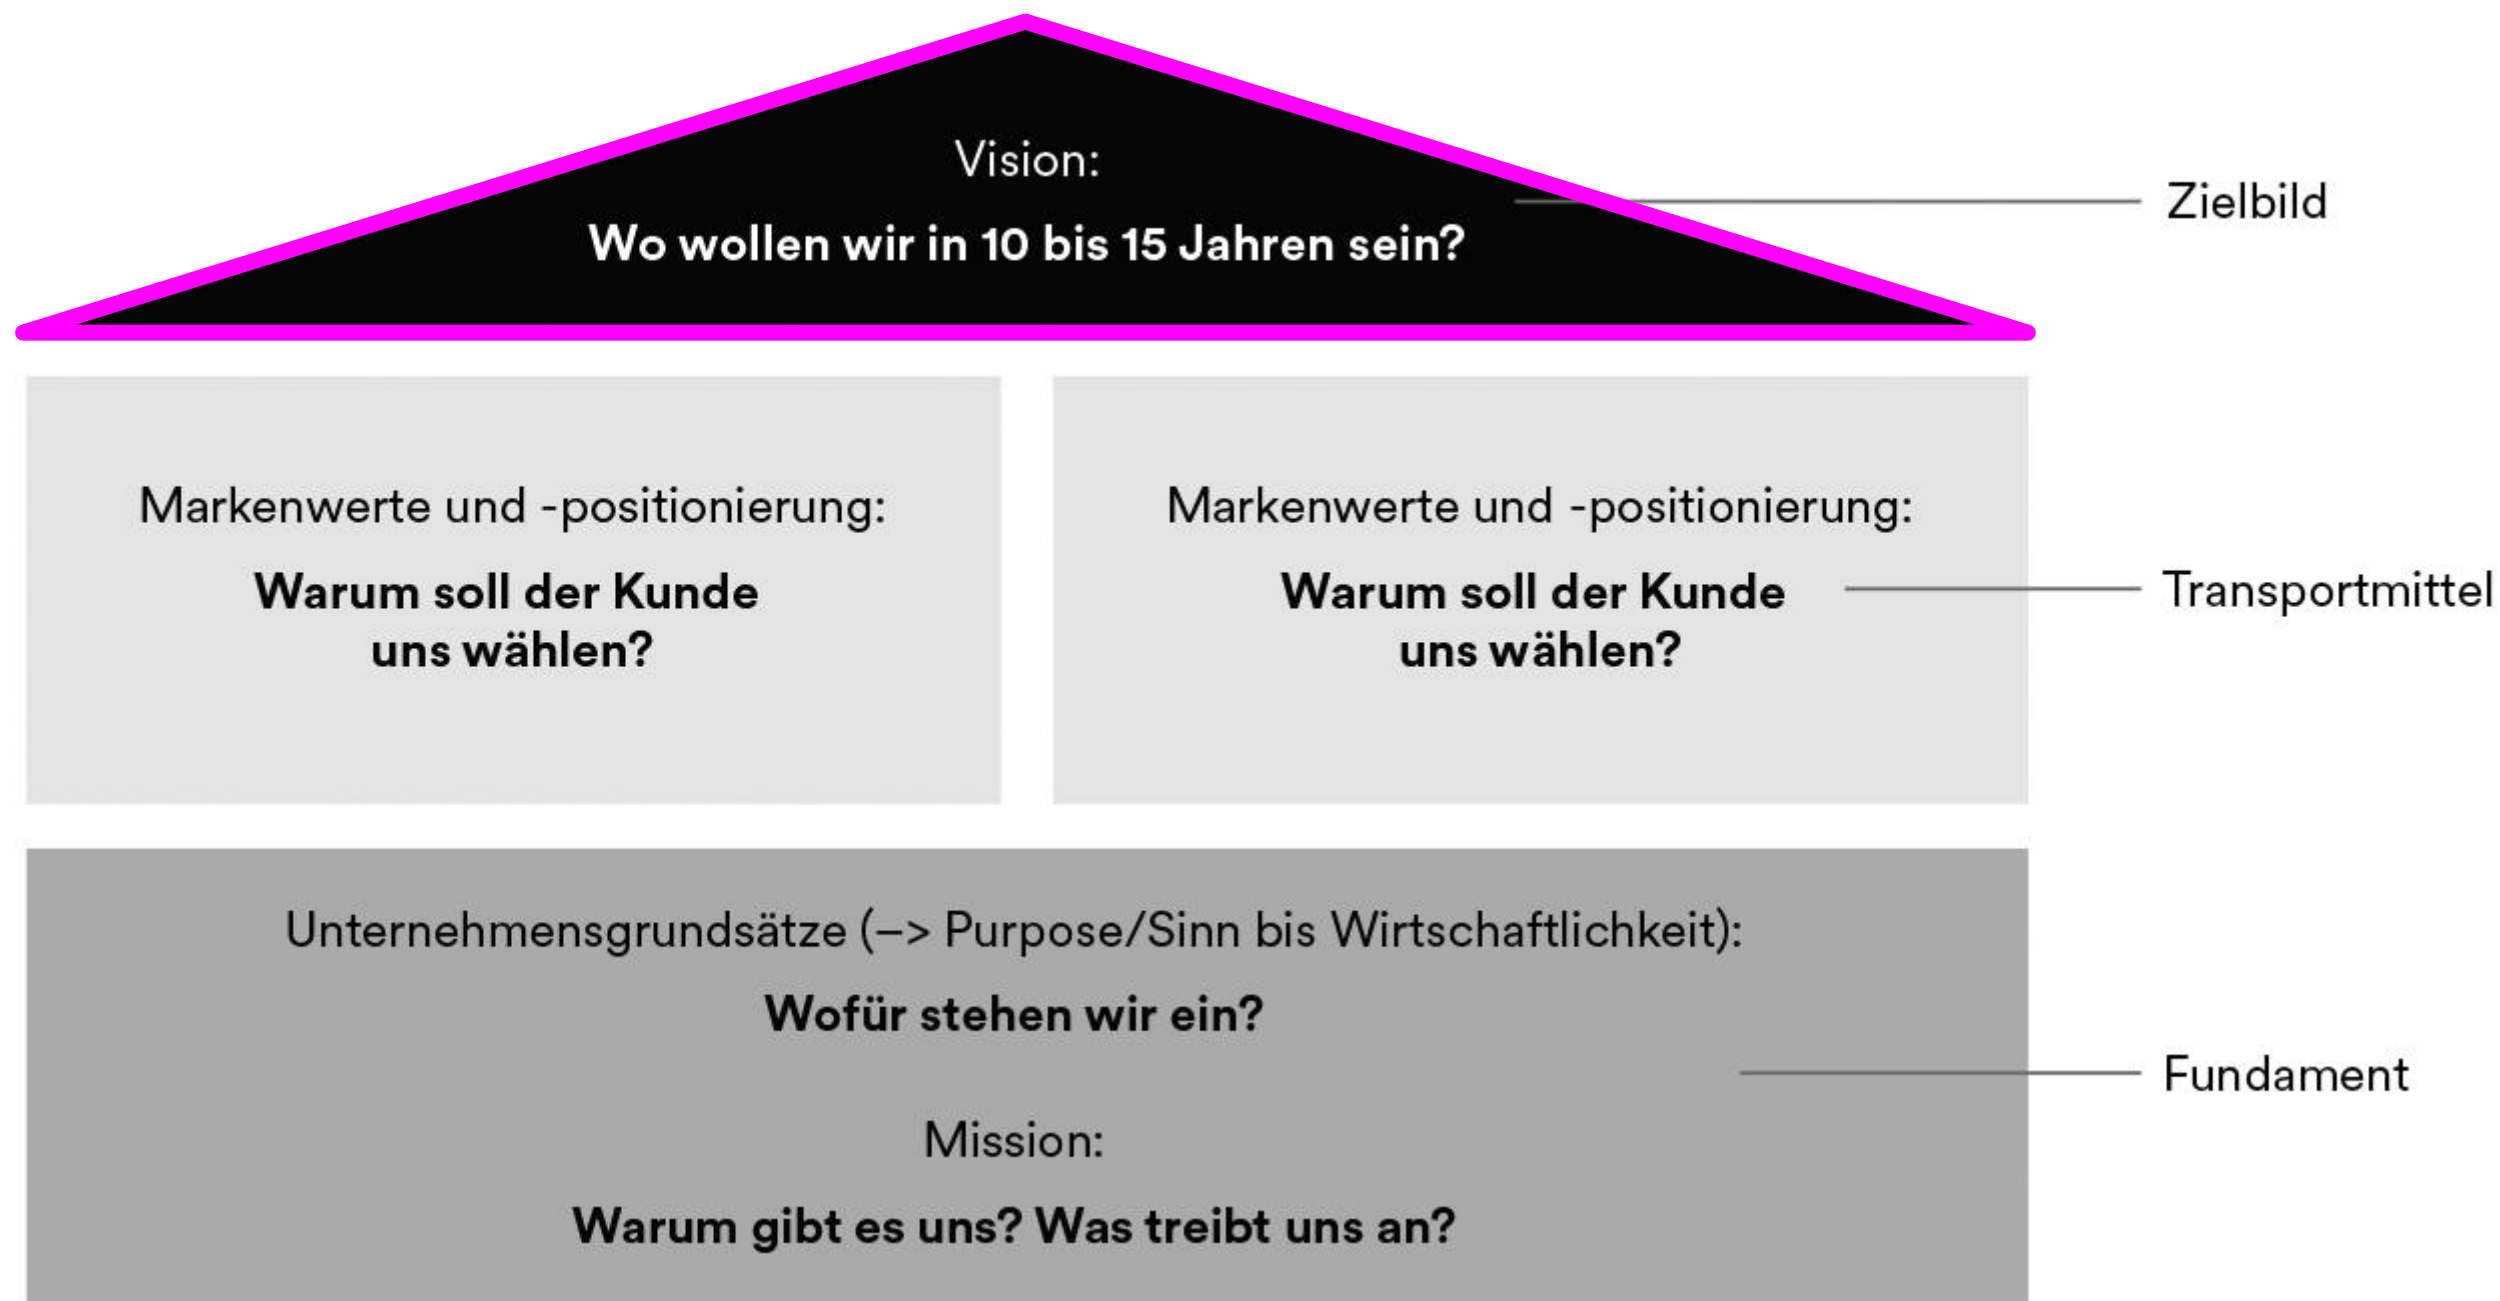 Vision:
Wo wollen wir in 10 bis 15 Jahren sein?
Zielbild
Markenwerte und -positionierung:
Warum soll der Kunde
uns wählen?
Markenwerte und -positionierung:
Warum soll der Kunde
uns wählen?
Transportmittel
Unternehmensgrundsätze (–> Purpose/Sinn bis Wirtschaftlichkeit):
Wofür stehen wir ein?
Fundament
Mission:
Warum gibt es uns? Was treibt uns an?